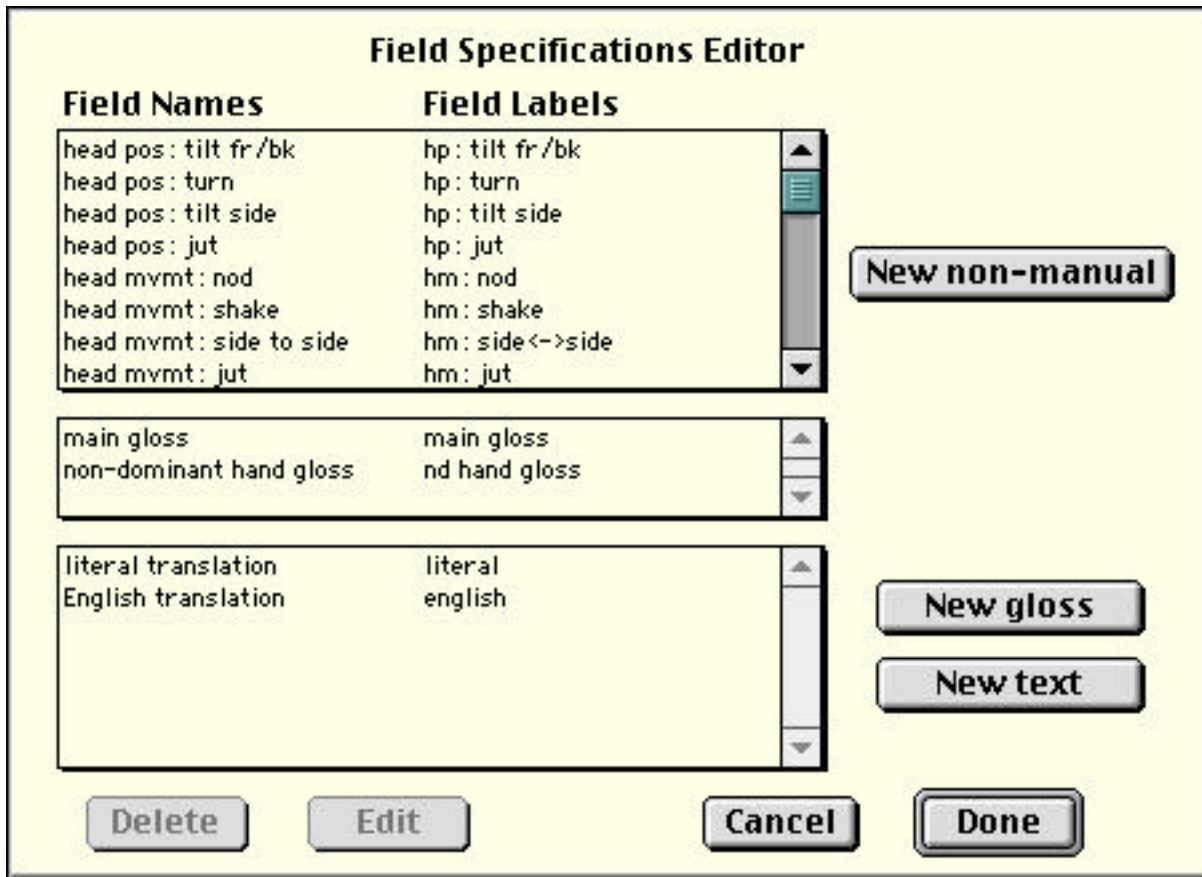 Field Specifications Editor
Field Names Field Labels
head pos: tilt fr/bk hp: tilt fr/bk
head pos: turn hp: turn
head pos: tilt side hp: tilt side
head pos: jut hp: jut
head mvmt: nod hm: nod
head mvmt: shake hm: shake
head mvmt: side to side hm: side<->side
head mvmt: jut hm: jut
New non-manual
main gloss main gloss
non-dominant hand gloss nd hand gloss
literal translation literal
English translation english
New gloss
New text
Delete Edit Cancel Done